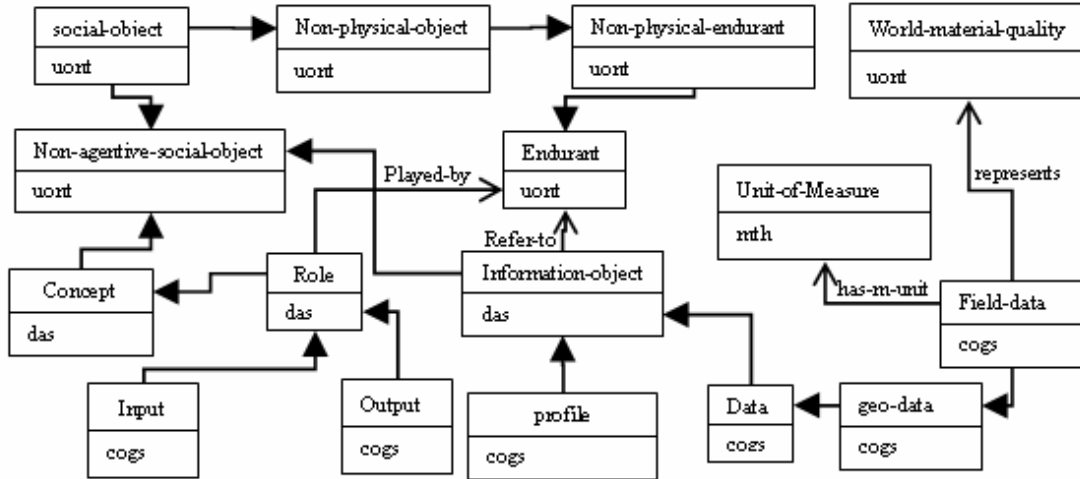 social-object
uont
Non-physical-object
uont
Non-physical-endurant
uont
World-material-quality
uont
Non-agentive-social-object
uont
Played-by
Endurant
uont
represents
Unit-of-Measure
mth
Refer-to
Concept
das
Role
das
Information-object
das
has-m-unit
Field-data
cogs
Input
cogs
Output
cogs
profile
cogs
Data
cogs
geo-data
cogs